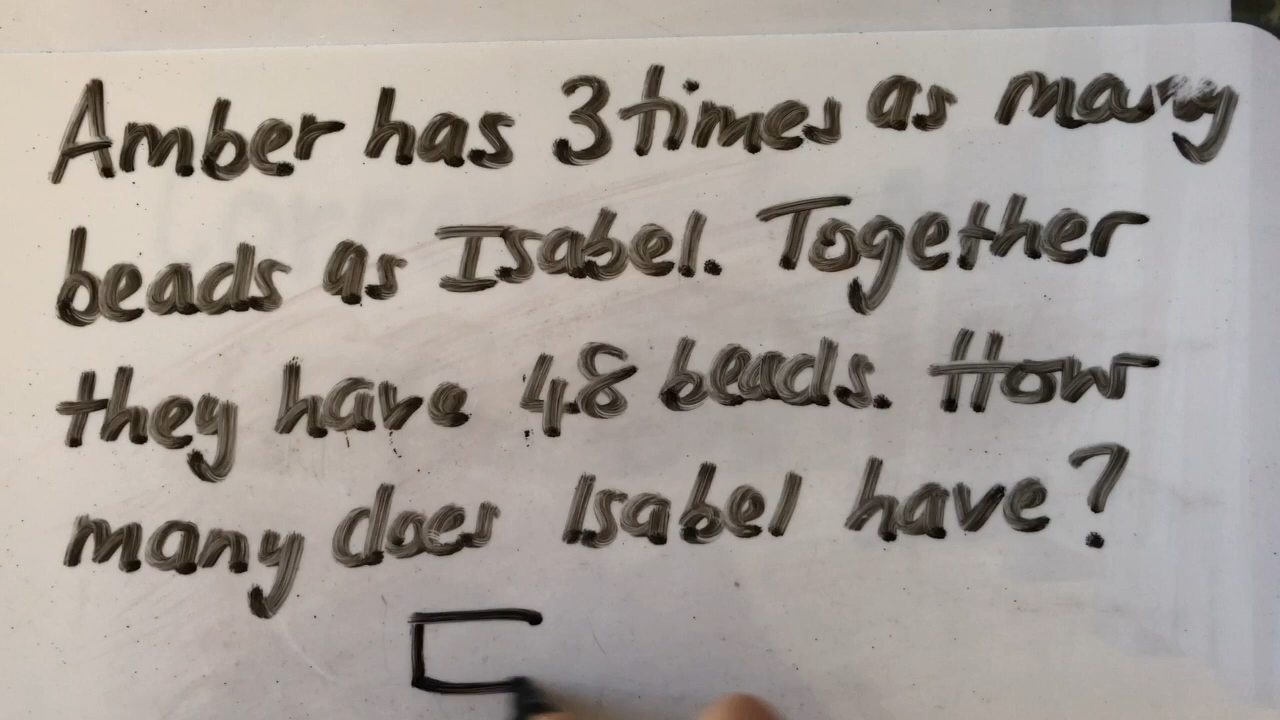 Amber has 3 times as many
beads as Isabel. Together
they have 48 beads. How
many does Isabel have?